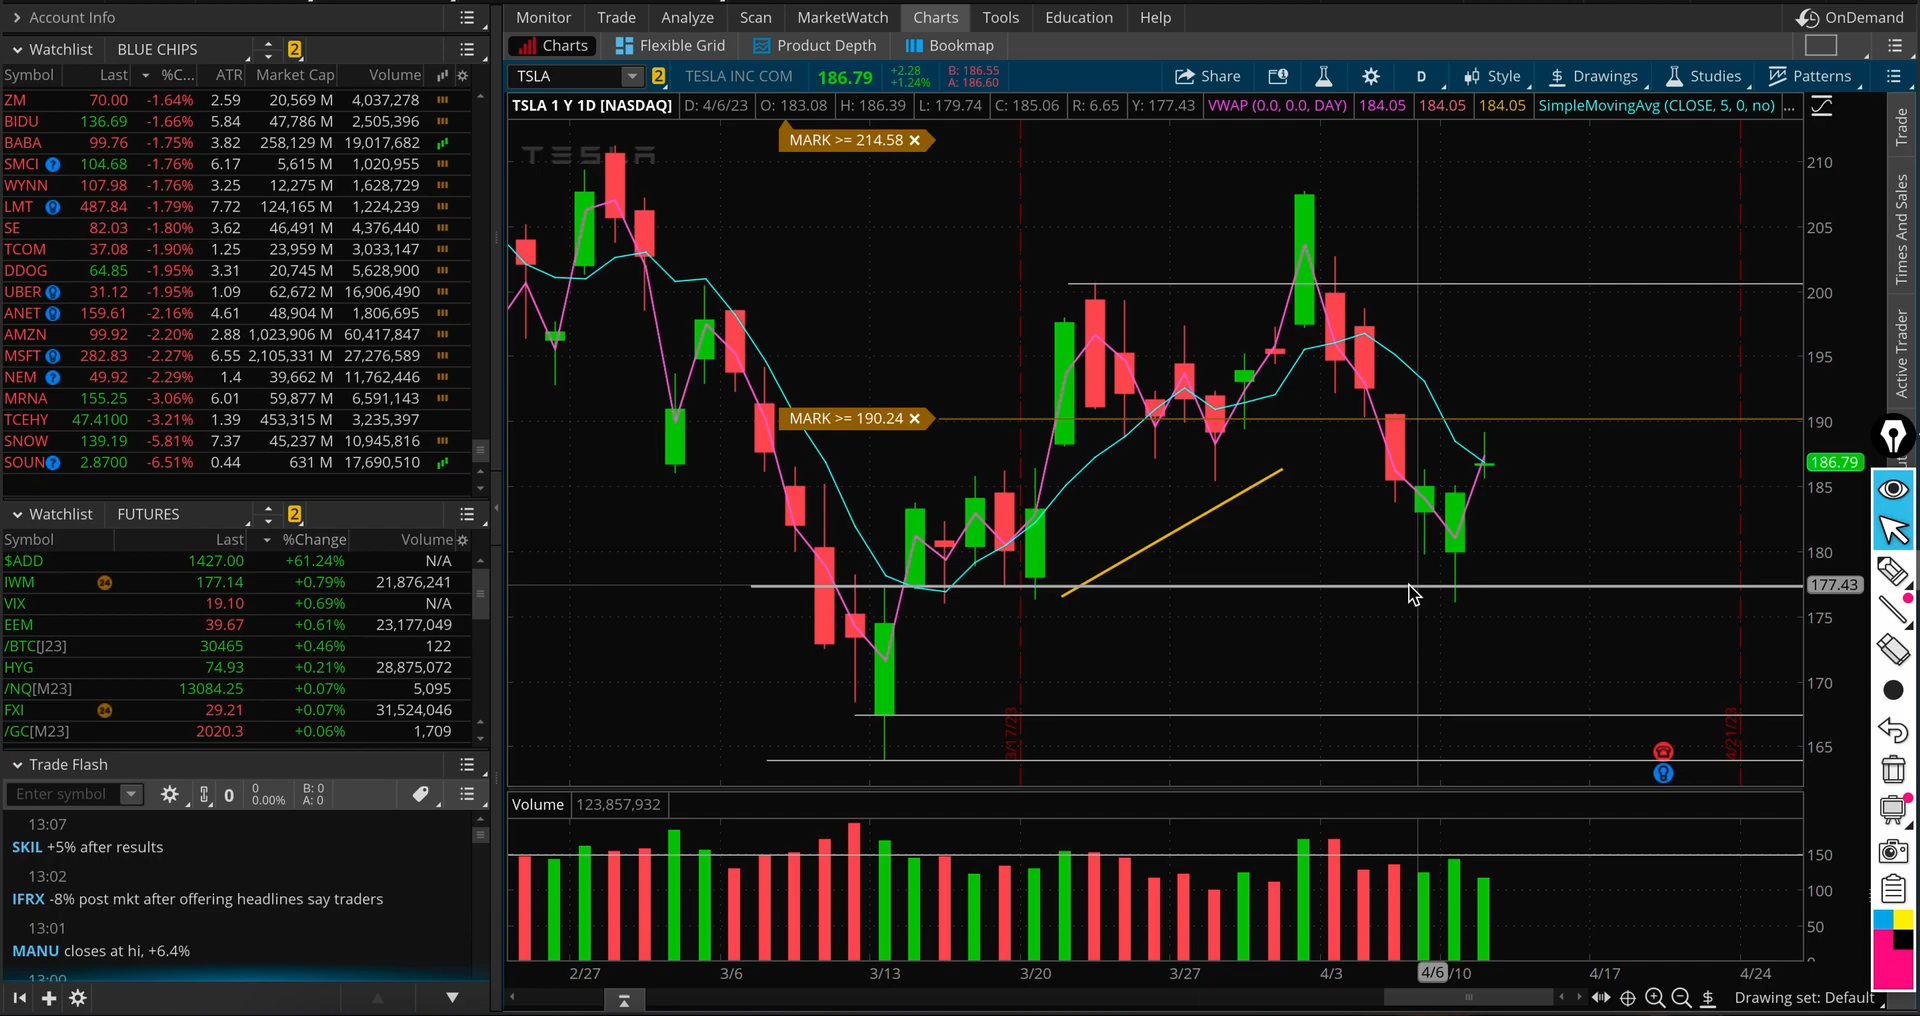 Account Info
Watchlist BLUE CHIPS 2
Symbol Last %C... ATR Market Cap Volume
ZM 70.00 -1.64% 2.59 20,569 M 4,037,278
BIDU 136.69 -1.66% 5.84 47,786 M 2,505,396
BABA 99.76 -1.75% 3.82 258,129 M 19,017,682
SMCI 104.68 -1.76% 6.17 5,615 M 1,020,955
WYNN 107.98 -1.76% 3.25 12,275 M 1,628,729
LMT 487.84 -1.79% 7.72 124,165 M 1,224,239
SE 82.03 -1.80% 3.62 46,491 M 4,376,440
TCOM 37.08 -1.90% 1.25 23,959 M 3,033,147
DDOG 64.85 -1.95% 3.31 20,745 M 5,628,900
UBER 31.12 -1.95% 1.09 62,672 M 16,906,490
ANET 159.61 -2.16% 4.61 48,904 M 1,806,695
AMZN 99.92 -2.20% 2.88 1,023,906 M 60,417,847
MSFT 282.83 -2.27% 6.55 2,105,331 M 27,276,589
NEM 49.92 -2.29% 1.4 39,662 M 11,762,446
MRNA 155.25 -3.06% 6.01 59,877 M 6,591,143
TCEHY 47.4100 -3.21% 1.39 453,315 M 3,235,397
SNOW 139.19 -5.81% 7.37 45,237 M 10,945,816
SOUN 2.8700 -6.51% 0.44 631 M 17,690,510
Watchlist FUTURES 2
Symbol Last %Change Volume
$ADD 1427.00 +61.24% N/A
IWM 24 177.14 +0.79% 21,876,241
VIX 19.10 +0.69% N/A
EEM 39.67 +0.61% 23,177,049
/BTC[J23] 30465 +0.46% 122
HYG 74.93 +0.21% 28,875,072
/NQ[M23] 13084.25 +0.07% 5,095
FXI 24 29.21 +0.07% 31,524,046
/GC[M23] 2020.3 +0.06% 1,709
Trade Flash
Enter symbol 0 0 0.00% B: 0 A: 0
13:07
SKIL +5% after results
13:02
IFRX -8% post mkt after offering headlines say traders
13:01
MANU closes at hi, +6.4%
13:00
Monitor Trade Analyze Scan MarketWatch Charts Tools Education Help OnDemand
Charts Flexible Grid Product Depth Bookmap
TSLA 2 TESLA INC COM 186.79 +2.28 +1.24% B: 186.55 A: 186.60 Share D Style Drawings Studies Patterns
TSLA 1 Y 1D [NASDAQ] D: 4/6/23 O: 183.08 H: 186.39 L: 179.74 C: 185.06 R: 6.65 Y: 177.43 VWAP (0.0, 0.0, DAY) 184.05 184.05 184.05 SimpleMovingAvg (CLOSE, 5, 0, no) ...
TESLA
MARK >= 214.58
MARK >= 190.24
210
205
200
195
190
186.79
185
180
177.43
175
170
165
3/17/23
4/21/23
Volume 123,857,932
150
100
50
0
2/27 3/6 3/13 3/20 3/27 4/3 4/6 /10 4/17 4/24
Drawing set: Default
Trade
Times And Sales
Active Trader